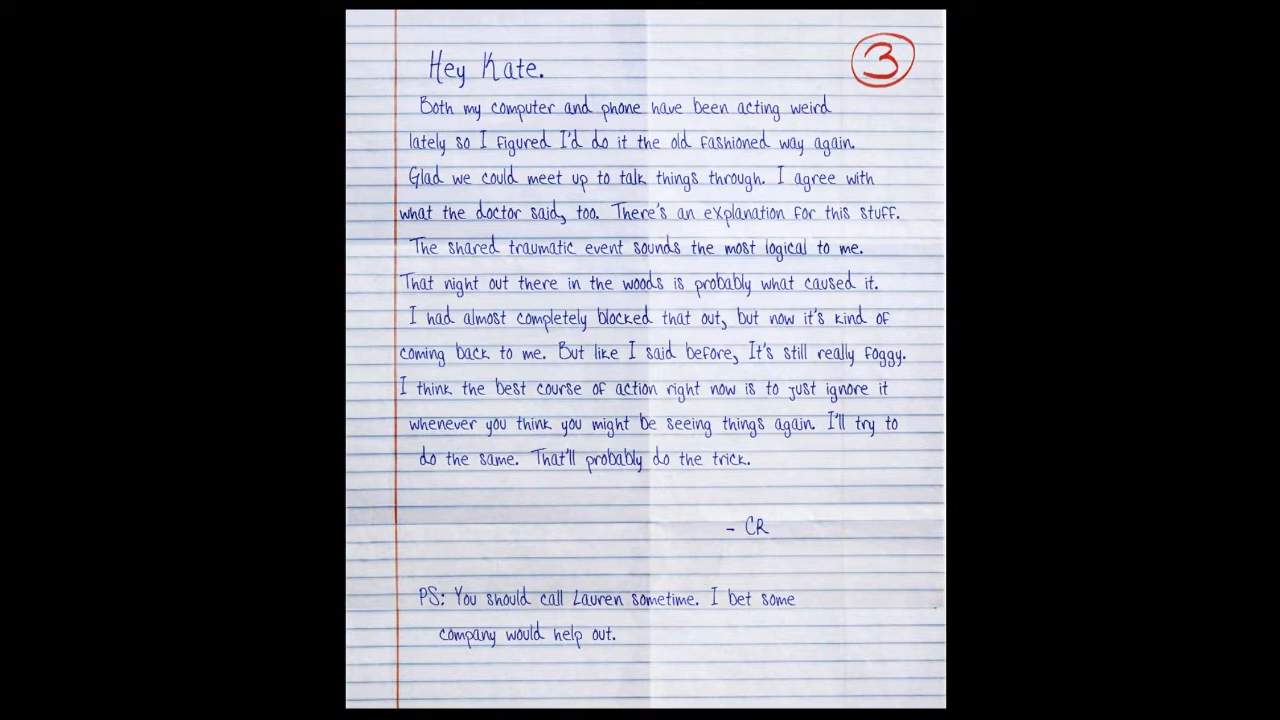 3
Hey Kate.
Both my computer and phone have been acting weird
lately so I figured I'd do it the old fashioned way again.
Glad we could meet up to talk things through. I agree with
what the doctor said, too. There's an explanation for this stuff.
The shared traumatic event sounds the most logical to me.
That night out there in the woods is probably what caused it.
I had almost completely blocked that out, but now it's kind of
coming back to me. But like I said before, It's still really foggy.
I think the best course of action right now is to just ignore it
whenever you think you might be seeing things again. I'll try to
do the same. That'll probably do the trick.
- CR
PS: You should call Lauren sometime. I bet some
company would help out.